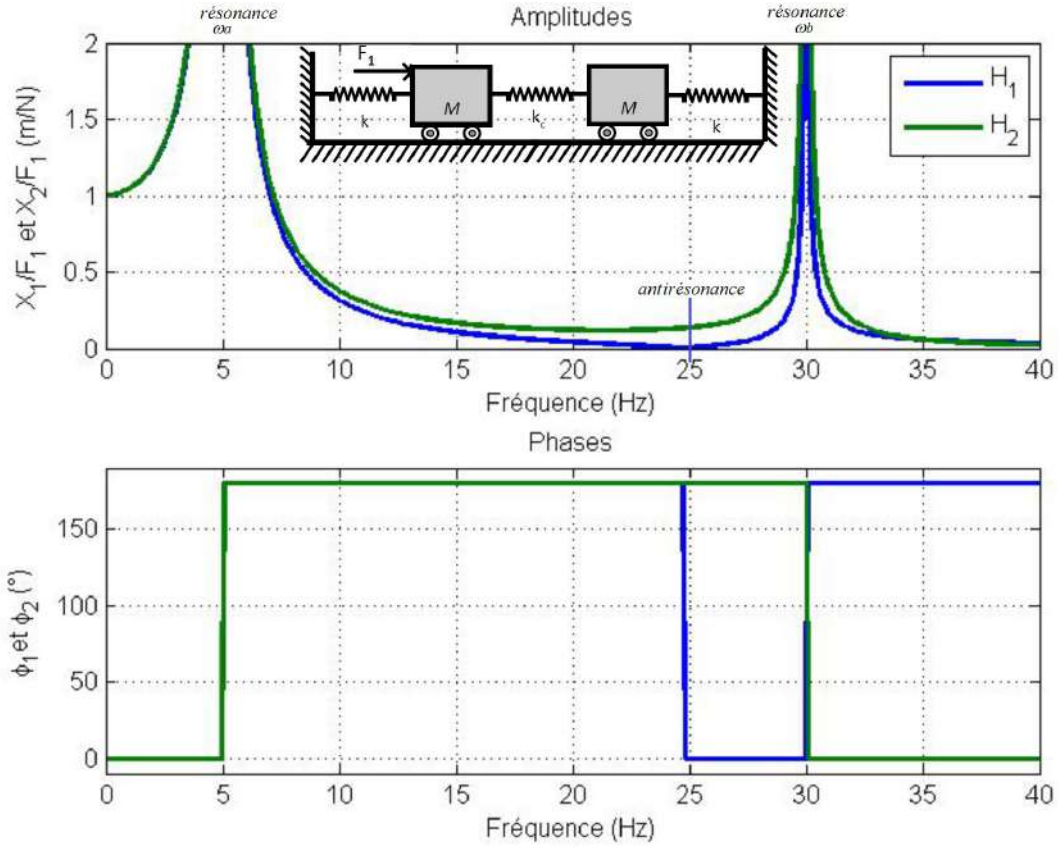 résonance
ωa
Amplitudes
résonance
ωb
X₁/F₁ et X₂/F₁ (m/N)
2
1.5
1
0.5
0
F₁
M
M
k
k_c
k
H₁
H₂
antirésonance
0 5 10 15 20 25 30 35 40
Fréquence (Hz)
Phases
ϕ₁ et ϕ₂ (°)
150
100
50
0
0 5 10 15 20 25 30 35 40
Fréquence (Hz)